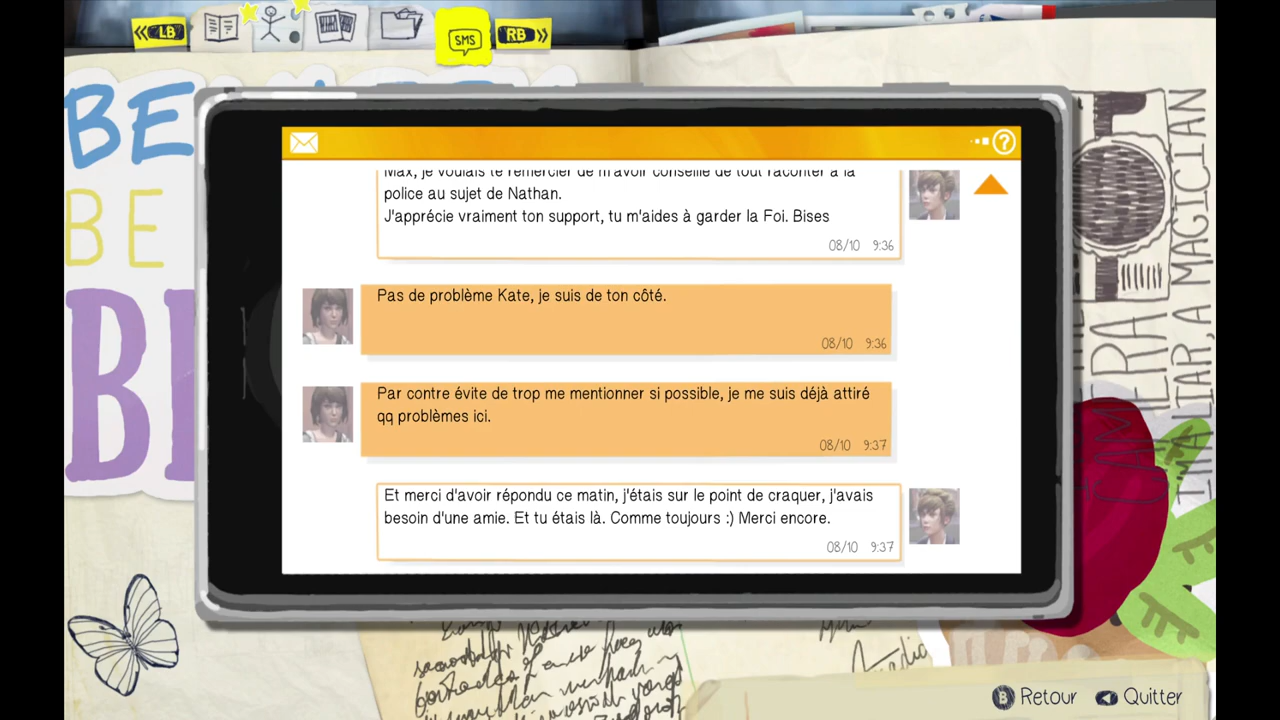 LB
SMS
RB
BE
BE
Max, je voulais te remercier de m'avoir conseillé de tout raconter à la
police au sujet de Nathan.
J'apprécie vraiment ton support, tu m'aides à garder la Foi. Bises
08/10 9:36
Pas de problème Kate, je suis de ton côté.
08/10 9:36
Par contre évite de trop me mentionner si possible, je me suis déjà attiré
qq problèmes ici.
08/10 9:37
Et merci d'avoir répondu ce matin, j'étais sur le point de craquer, j'avais
besoin d'une amie. Et tu étais là. Comme toujours :) Merci encore.
08/10 9:37
CAMERA
LIAR, A MAGICIAN
B Retour
Quitter